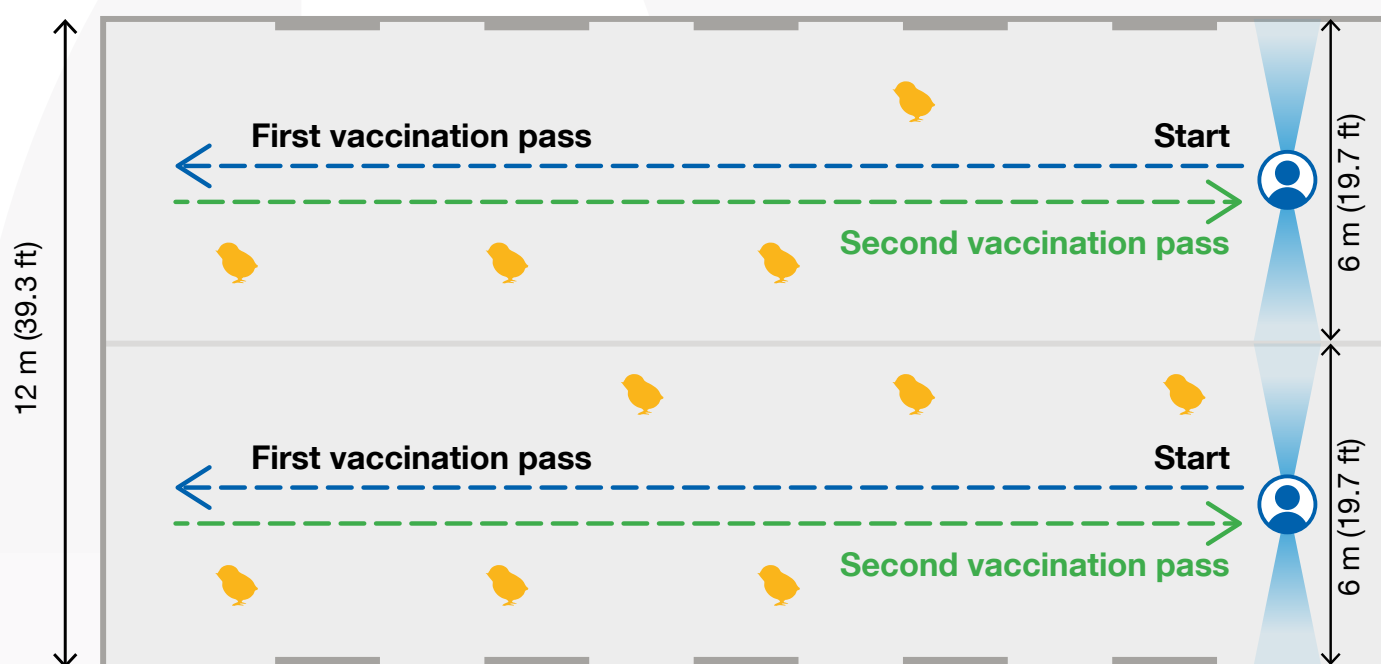 First vaccination pass
Start
Second vaccination pass
6 m (19.7 ft)
12 m (39.3 ft)
First vaccination pass
Start
Second vaccination pass
6 m (19.7 ft)